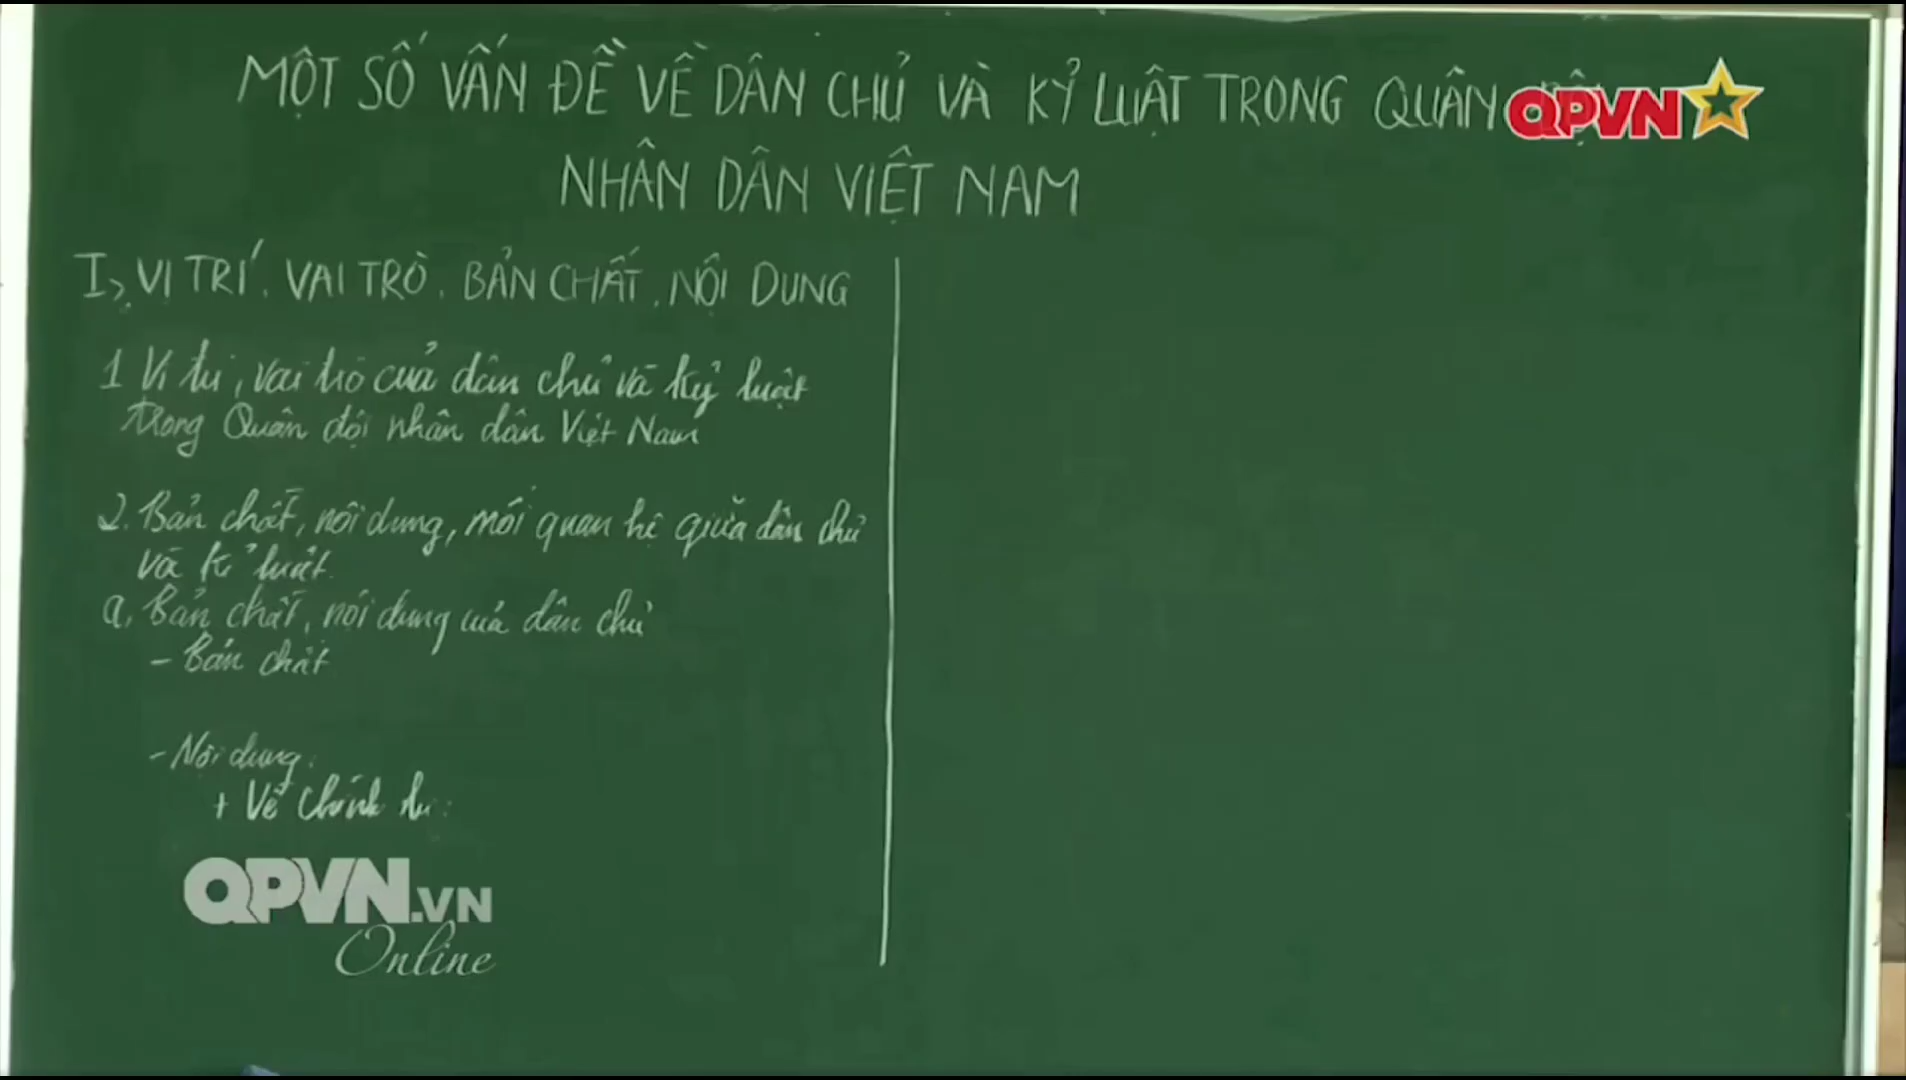 MỘT SỐ VẤN ĐỀ VỀ DÂN CHỦ VÀ KỶ LUẬT TRONG QUÂN
QPVN
NHÂN DÂN VIỆT NAM
I, VỊ TRÍ, VAI TRÒ, BẢN CHẤT, NỘI DUNG
1 Vị trí, vai trò của dân chủ và kỷ luật
trong Quân đội nhân dân Việt Nam
2. Bản chất, nội dung, mối quan hệ giữa dân chủ
và kỉ luật.
a, Bản chất, nội dung của dân chủ
- Bản chất
- Nội dung:
+ Về Chính trị:
QPVN.VN
Online